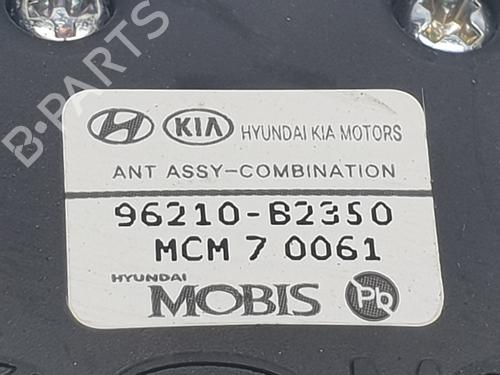 B-PARTS
KIA HYUNDAI KIA MOTORS
ANT ASSY-COMBINATION
96210-B2350
MCM 7 0061
HYUNDAI
MOBIS Pb